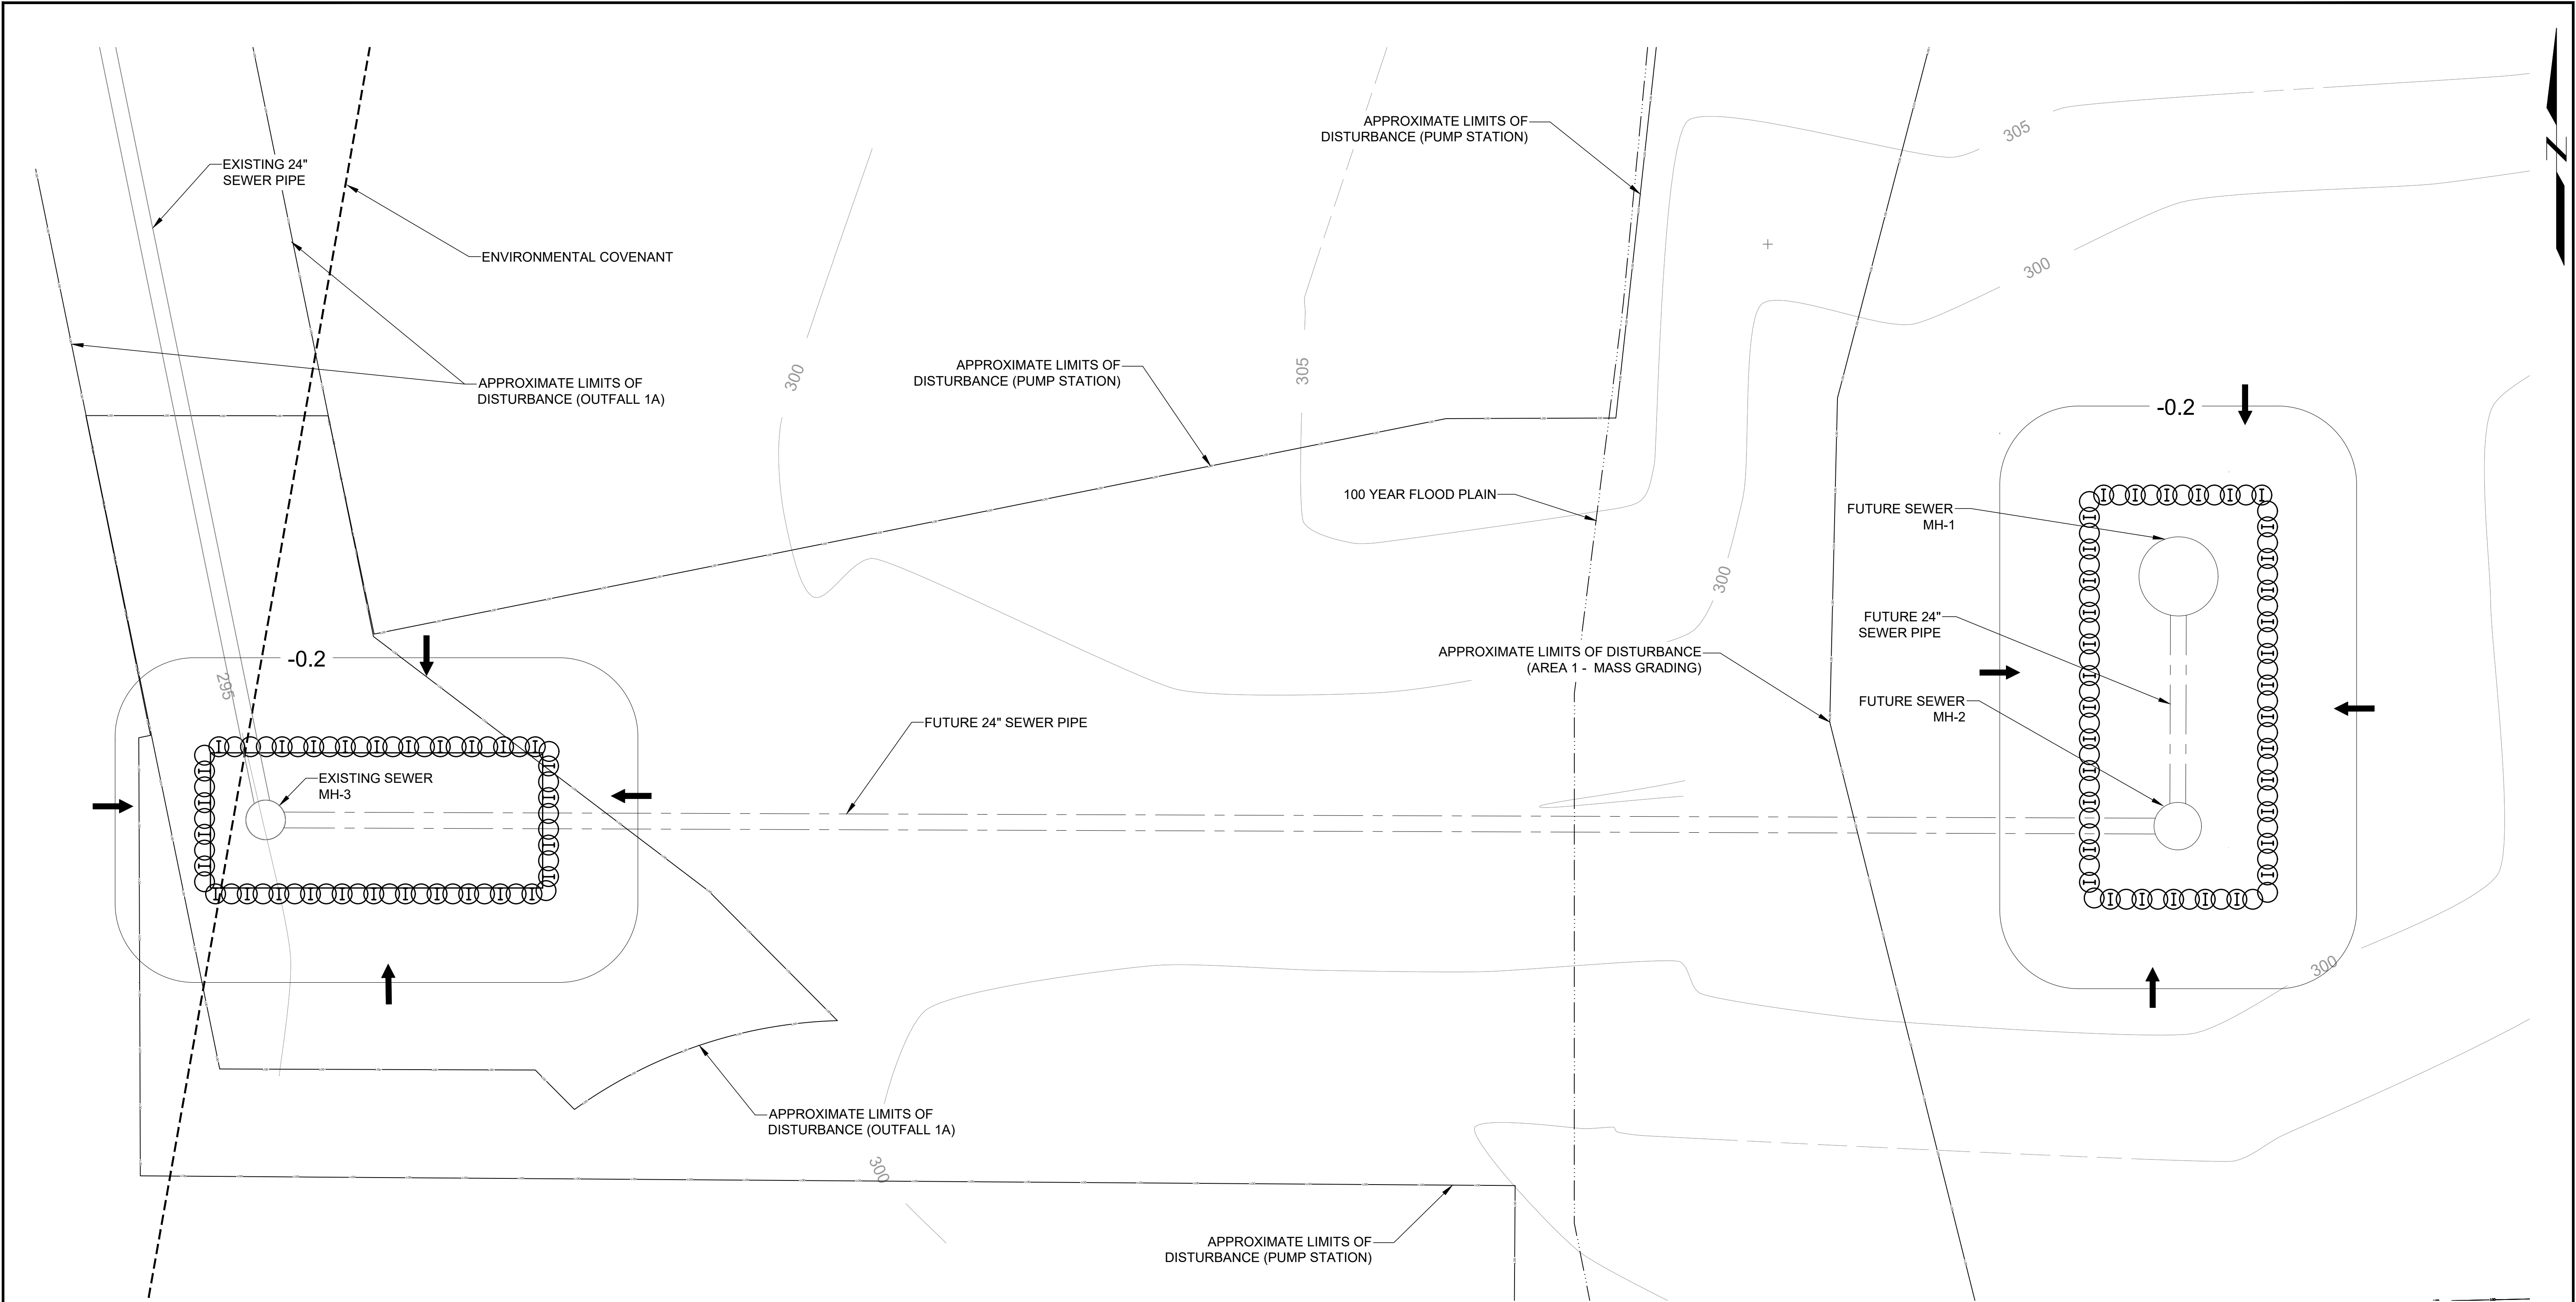 EXISTING 24"
SEWER PIPE
ENVIRONMENTAL COVENANT
APPROXIMATE LIMITS OF
DISTURBANCE (OUTFALL 1A)
300
APPROXIMATE LIMITS OF
DISTURBANCE (PUMP STATION)
305
APPROXIMATE LIMITS OF
DISTURBANCE (PUMP STATION)
305
300
N
100 YEAR FLOOD PLAIN
300
APPROXIMATE LIMITS OF DISTURBANCE
(AREA 1 - MASS GRADING)
-0.2
FUTURE SEWER
MH-1
FUTURE 24"
SEWER PIPE
FUTURE SEWER
MH-2
-0.2
295
EXISTING SEWER
MH-3
FUTURE 24" SEWER PIPE
300
APPROXIMATE LIMITS OF
DISTURBANCE (OUTFALL 1A)
300
APPROXIMATE LIMITS OF
DISTURBANCE (PUMP STATION)